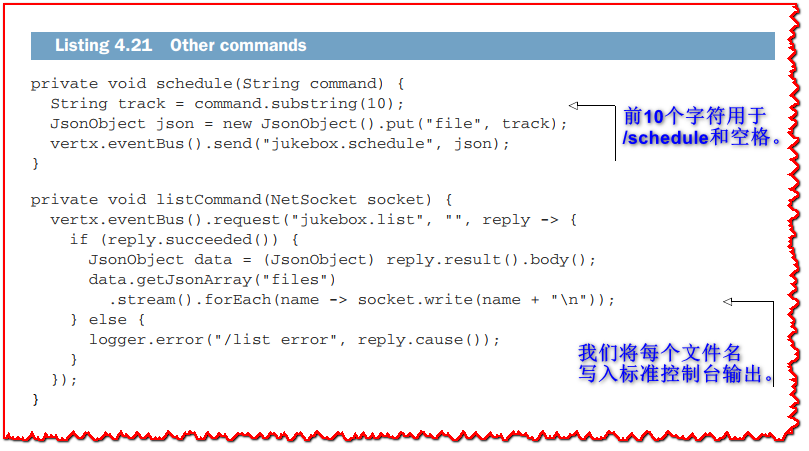 Listing 4.21 Other commands
private void schedule(String command) {
  String track = command.substring(10);
  JsonObject json = new JsonObject().put("file", track);
  vertx.eventBus().send("jukebox.schedule", json);
}
前10个字符用于
/schedule和空格。
private void listCommand(NetSocket socket) {
  vertx.eventBus().request("jukebox.list", "", reply -> {
    if (reply.succeeded()) {
      JsonObject data = (JsonObject) reply.result().body();
      data.getJsonArray("files")
        .stream().forEach(name -> socket.write(name + "\n"));
    } else {
      logger.error("/list error", reply.cause());
    }
  });
}
我们将每个文件名
写入标准控制台输出。